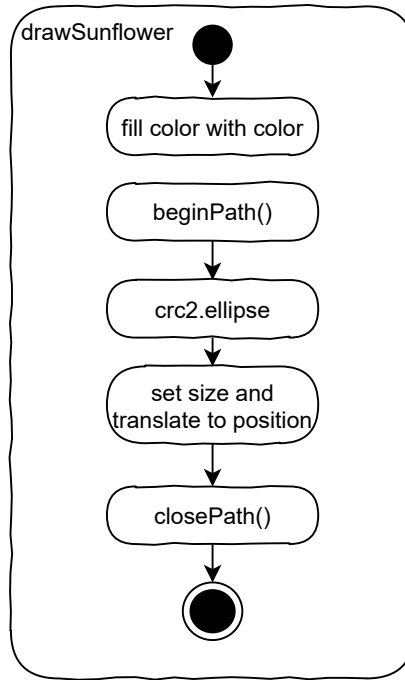 drawSunflower
fill color with color
beginPath()
crc2.ellipse
set size and
translate to position
closePath()